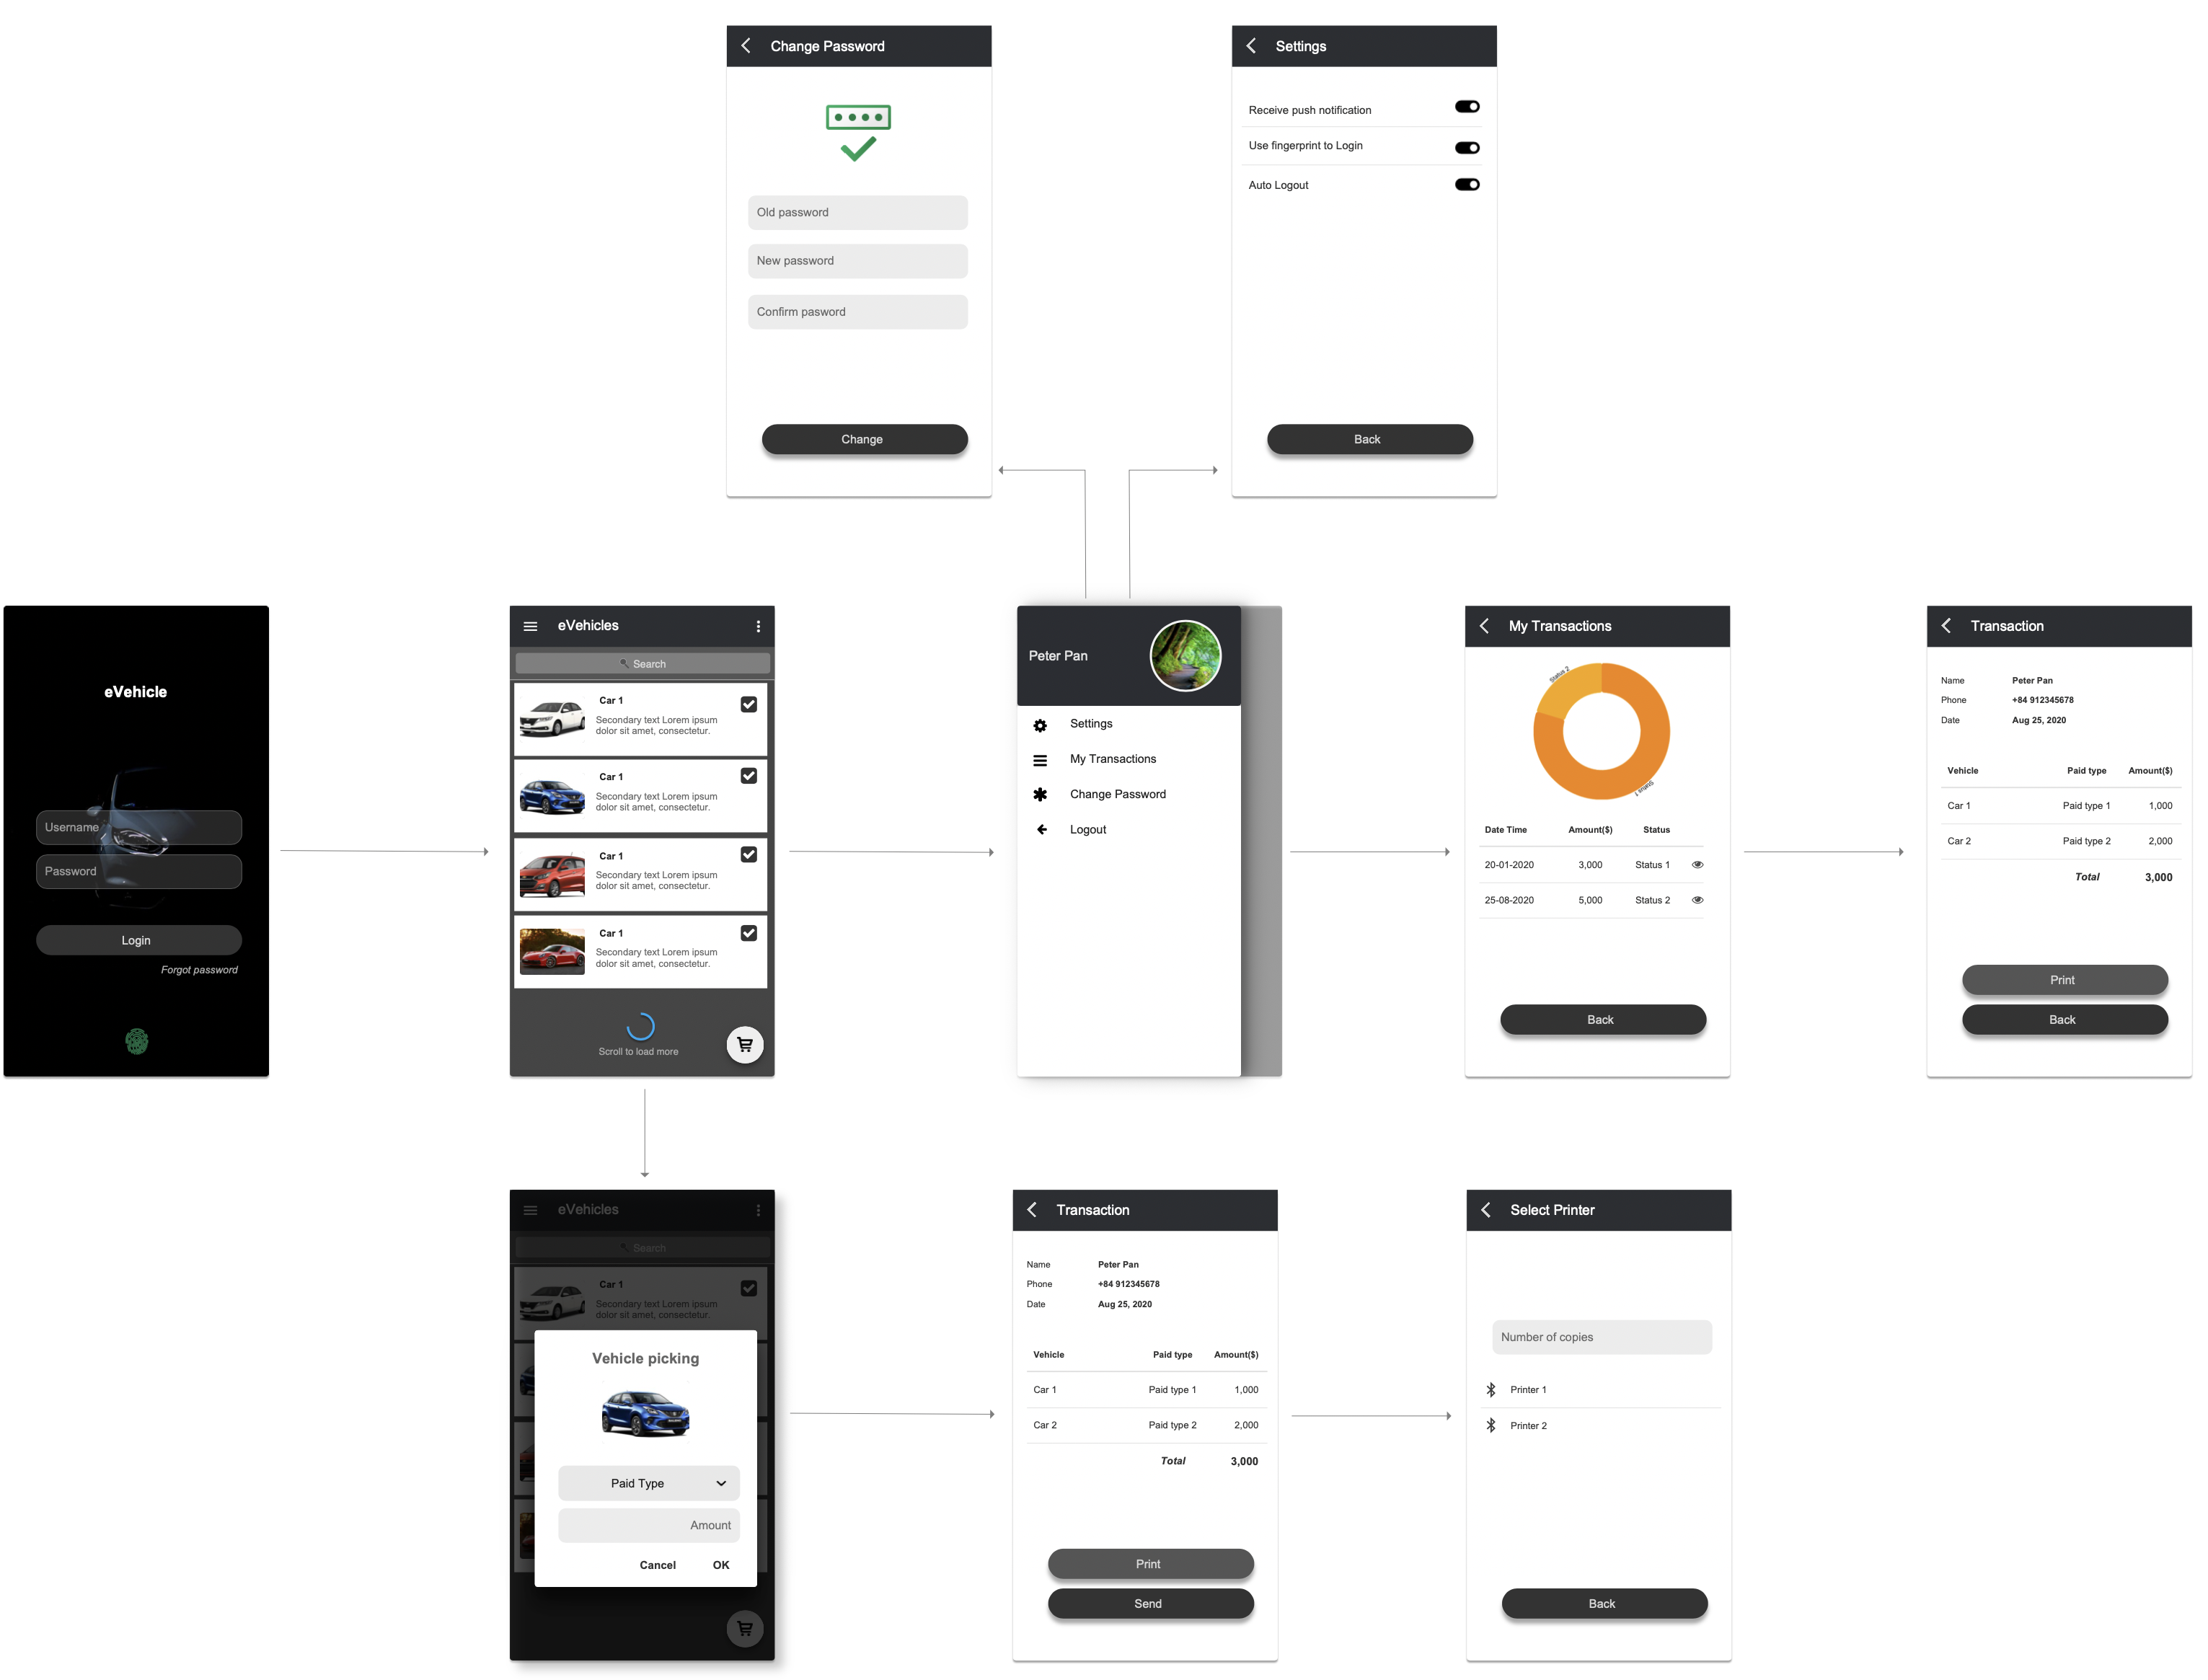 Change Password
Old password
New password
Confirm pasword
Change
Settings
Receive push notification
Use fingerprint to Login
Auto Logout
Back
eVehicle
Username
Password
Login
Forgot password
eVehicles
Search
Car 1
Secondary text Lorem ipsum
dolor sit amet, consectetur.
Car 1
Secondary text Lorem ipsum
dolor sit amet, consectetur.
Car 1
Secondary text Lorem ipsum
dolor sit amet, consectetur.
Car 1
Secondary text Lorem ipsum
dolor sit amet, consectetur.
Scroll to load more
Peter Pan
Settings
My Transactions
Change Password
Logout
My Transactions
Status 2
Status 1
Date Time Amount($) Status
20-01-2020 3,000 Status 1
25-08-2020 5,000 Status 2
Back
Transaction
Name Peter Pan
Phone +84 912345678
Date Aug 25, 2020
Vehicle Paid type Amount($)
Car 1 Paid type 1 1,000
Car 2 Paid type 2 2,000
Total 3,000
Print
Back
eVehicles
Search
Car 1
Secondary text Lorem ipsum
dolor sit amet, consectetur.
Vehicle picking
Paid Type
Amount
Cancel OK
Transaction
Name Peter Pan
Phone +84 912345678
Date Aug 25, 2020
Vehicle Paid type Amount($)
Car 1 Paid type 1 1,000
Car 2 Paid type 2 2,000
Total 3,000
Print
Send
Select Printer
Number of copies
Printer 1
Printer 2
Back